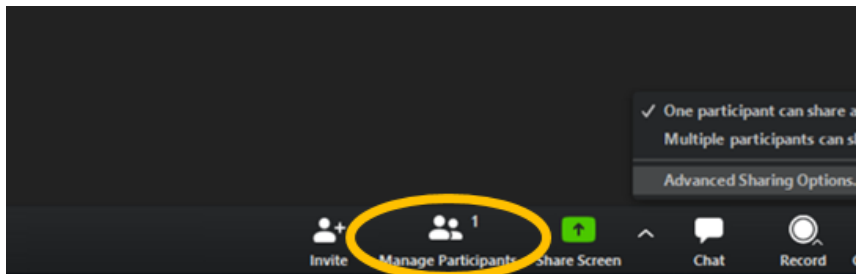 ✓ One participant can share a
Multiple participants can s
Advanced Sharing Options.
1
Invite Manage Participants Share Screen Chat Record